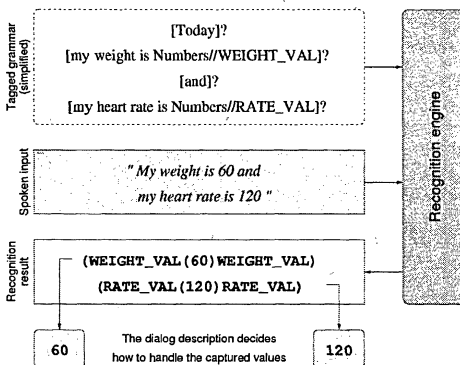 Tagged grammar
(simplified)
[Today]?
[my weight is Numbers//WEIGHT_VAL]?
[and]?
[my heart rate is Numbers//RATE_VAL]?
Spoken input
" My weight is 60 and
my heart rate is 120 "
Recognition
result
(WEIGHT_VAL(60)WEIGHT_VAL)
(RATE_VAL(120)RATE_VAL)
Recognition engine
60
The dialog description decides
how to handle the captured values
120